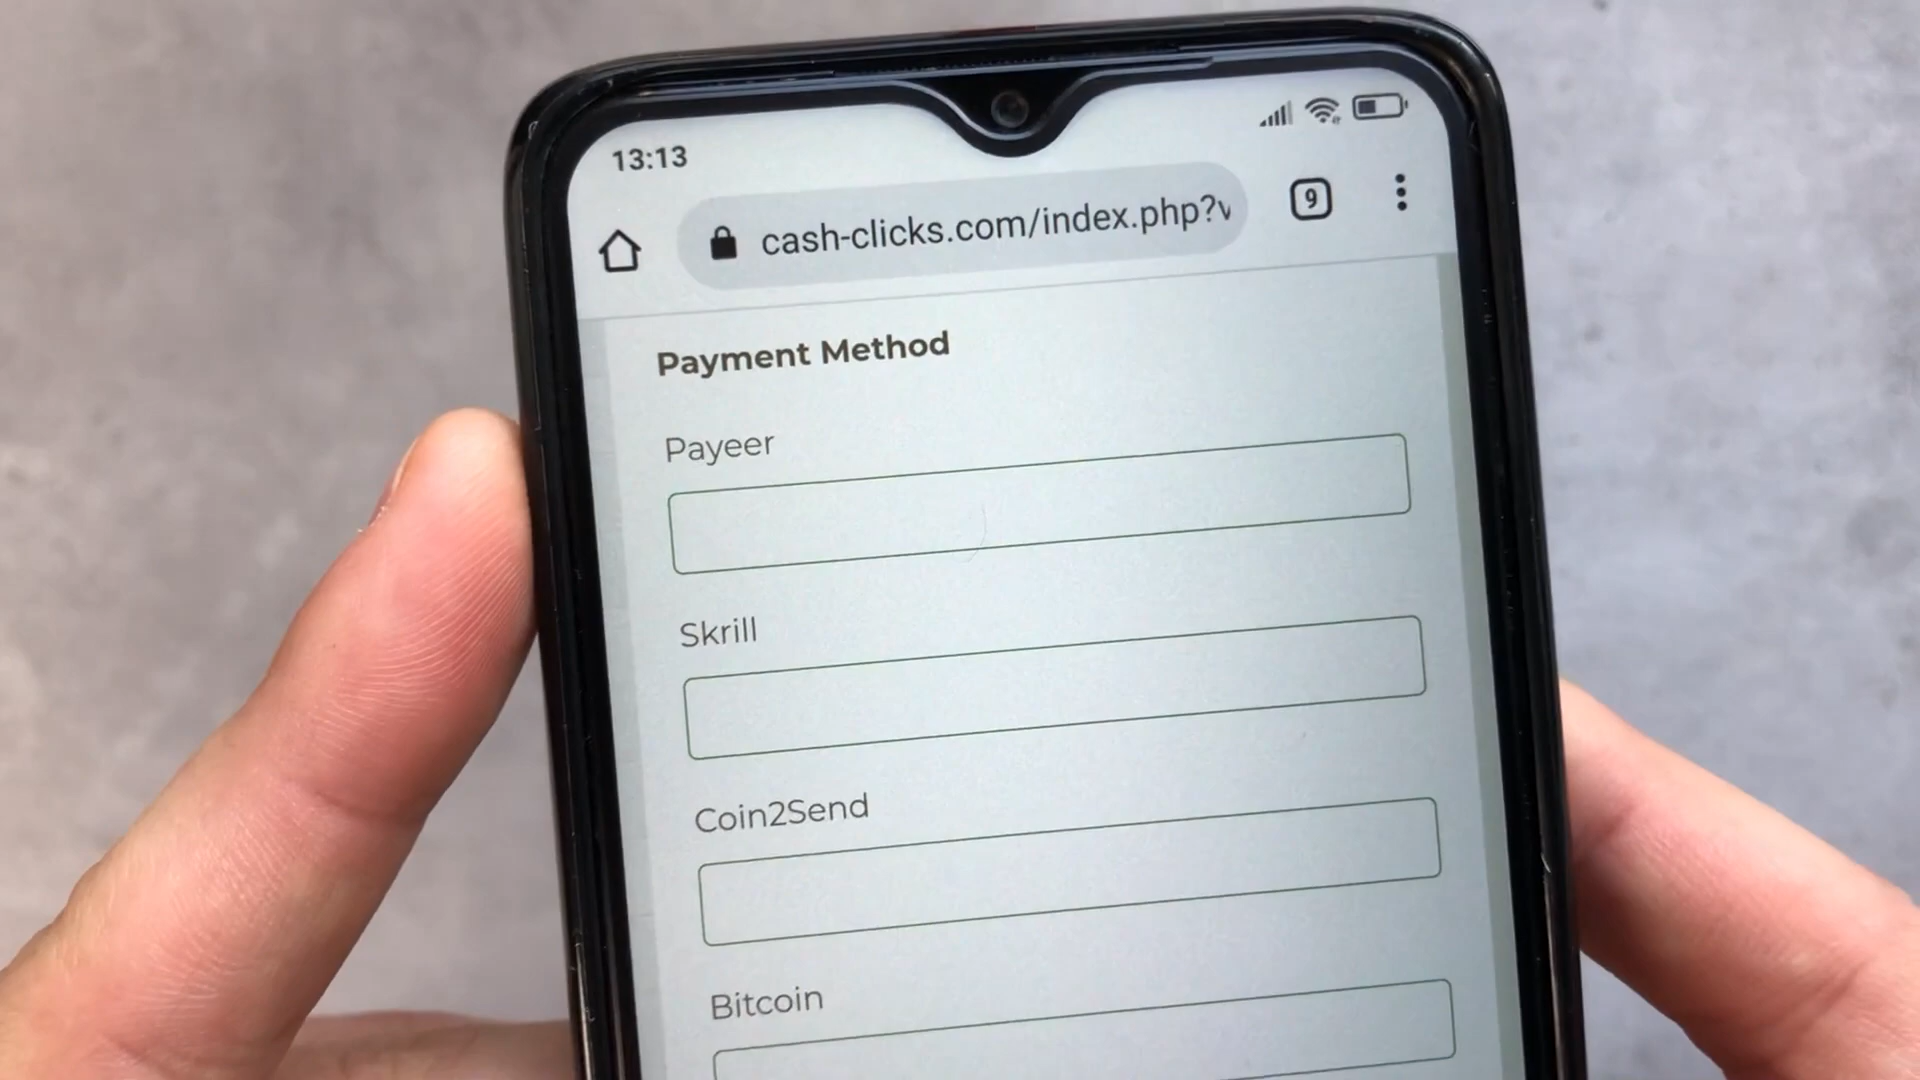 13:13
cash-clicks.com/index.php?v
9
Payment Method
Payeer
Skrill
Coin2Send
Bitcoin